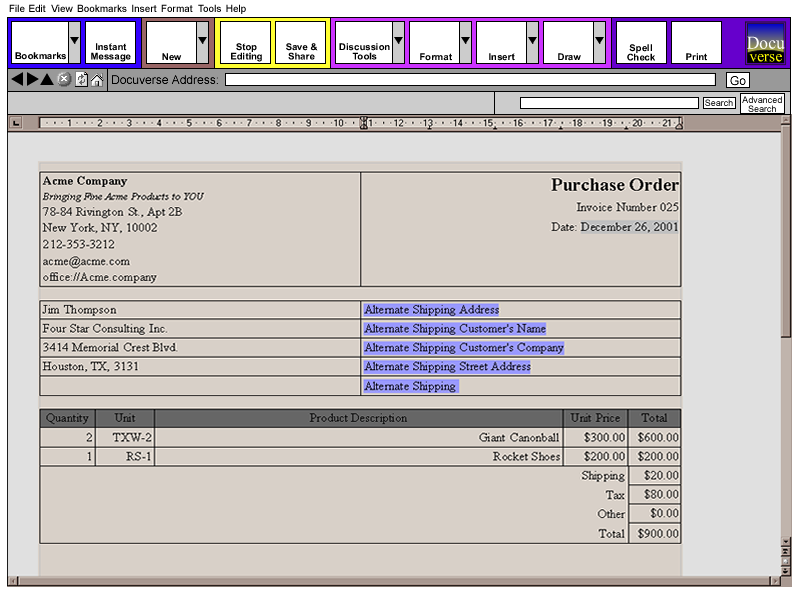 File Edit View Bookmarks Insert Format Tools Help
Bookmarks
Instant Message
New
Stop Editing
Save & Share
Discussion Tools
Format
Insert
Draw
Spell Check
Print
Docu verse
Docuverse Address:
Go
Search
Advanced Search
1 2 3 4 5 6 7 8 9 10 11 12 13 14 15 16 17 18 19 20 21
Acme Company
Bringing Fine Acme Products to YOU
78-84 Rivington St., Apt 2B
New York, NY, 10002
212-353-3212
acme@acme.com
office://Acme.company
Purchase Order
Invoice Number 025
Date: December 26, 2001
Jim Thompson
Four Star Consulting Inc.
3414 Memorial Crest Blvd.
Houston, TX, 3131
Alternate Shipping Address
Alternate Shipping Customer's Name
Alternate Shipping Customer's Company
Alternate Shipping Street Address
Alternate Shipping
Quantity Unit Product Description Unit Price Total
2 TXW-2 Giant Canonball $300.00 $600.00
1 RS-1 Rocket Shoes $200.00 $200.00
Shipping $20.00
Tax $80.00
Other $0.00
Total $900.00